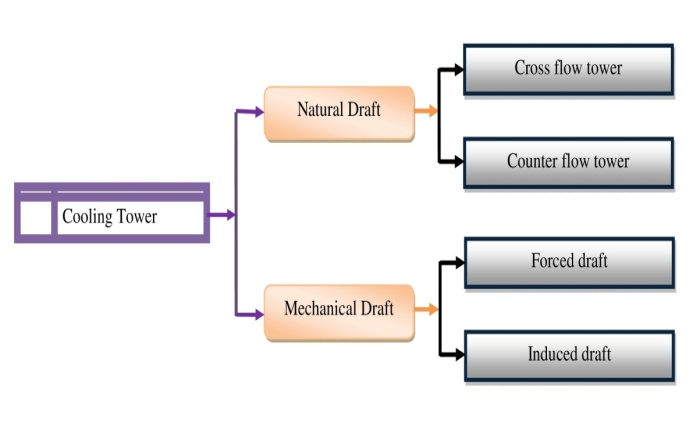 Cooling Tower
Natural Draft
Cross flow tower
Counter flow tower
Mechanical Draft
Forced draft
Induced draft